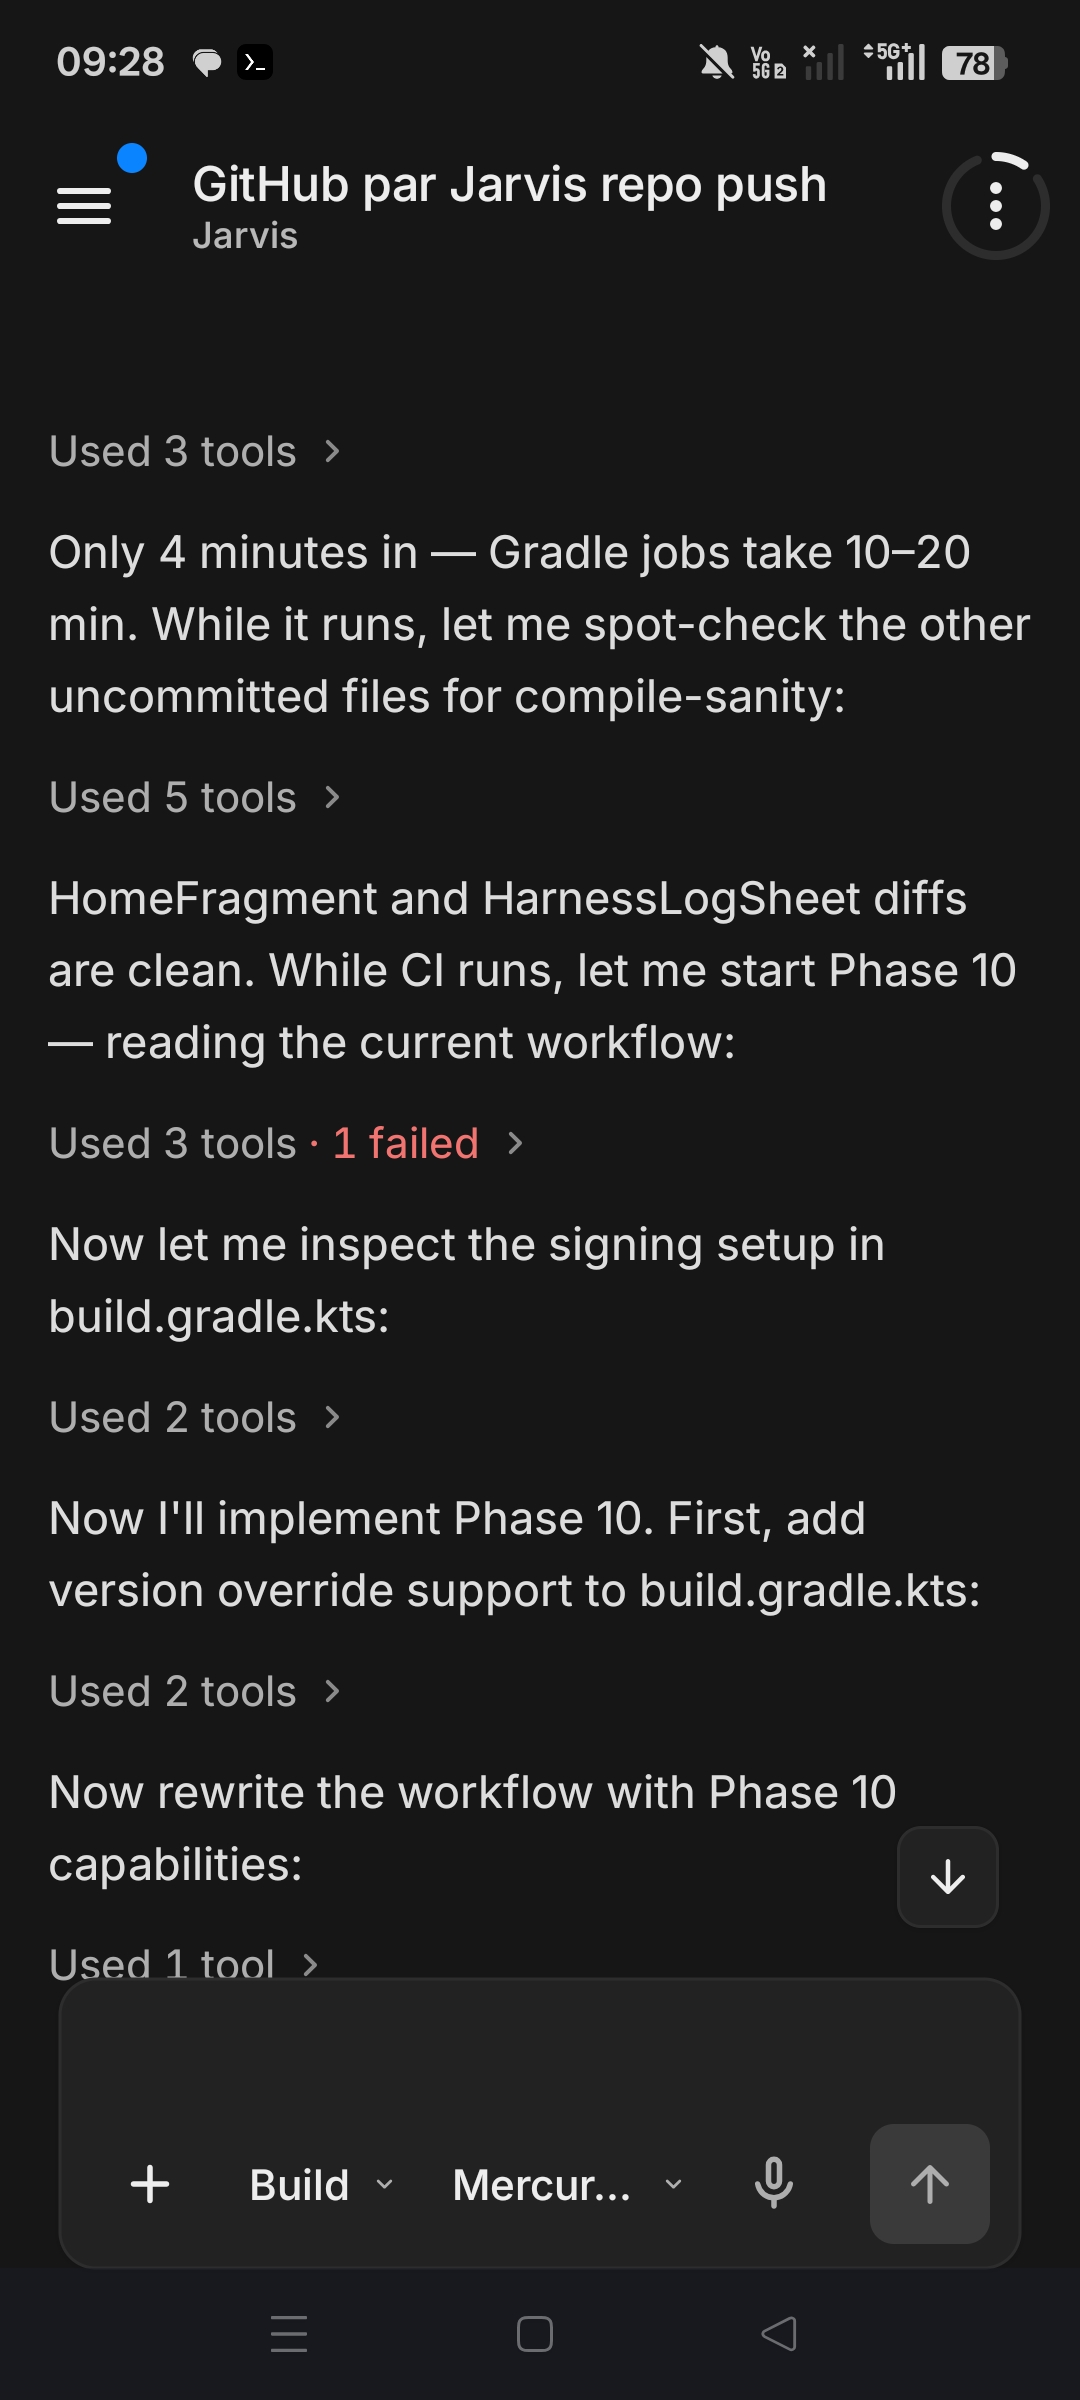 09:28
Vo
5G 2
5G+
78
GitHub par Jarvis repo push
Jarvis
Used 3 tools
Only 4 minutes in — Gradle jobs take 10–20
min. While it runs, let me spot-check the other
uncommitted files for compile-sanity:
Used 5 tools
HomeFragment and HarnessLogSheet diffs
are clean. While CI runs, let me start Phase 10
— reading the current workflow:
Used 3 tools · 1 failed
Now let me inspect the signing setup in
build.gradle.kts:
Used 2 tools
Now I'll implement Phase 10. First, add
version override support to build.gradle.kts:
Used 2 tools
Now rewrite the workflow with Phase 10
capabilities:
Used 1 tool
Build
Mercur...